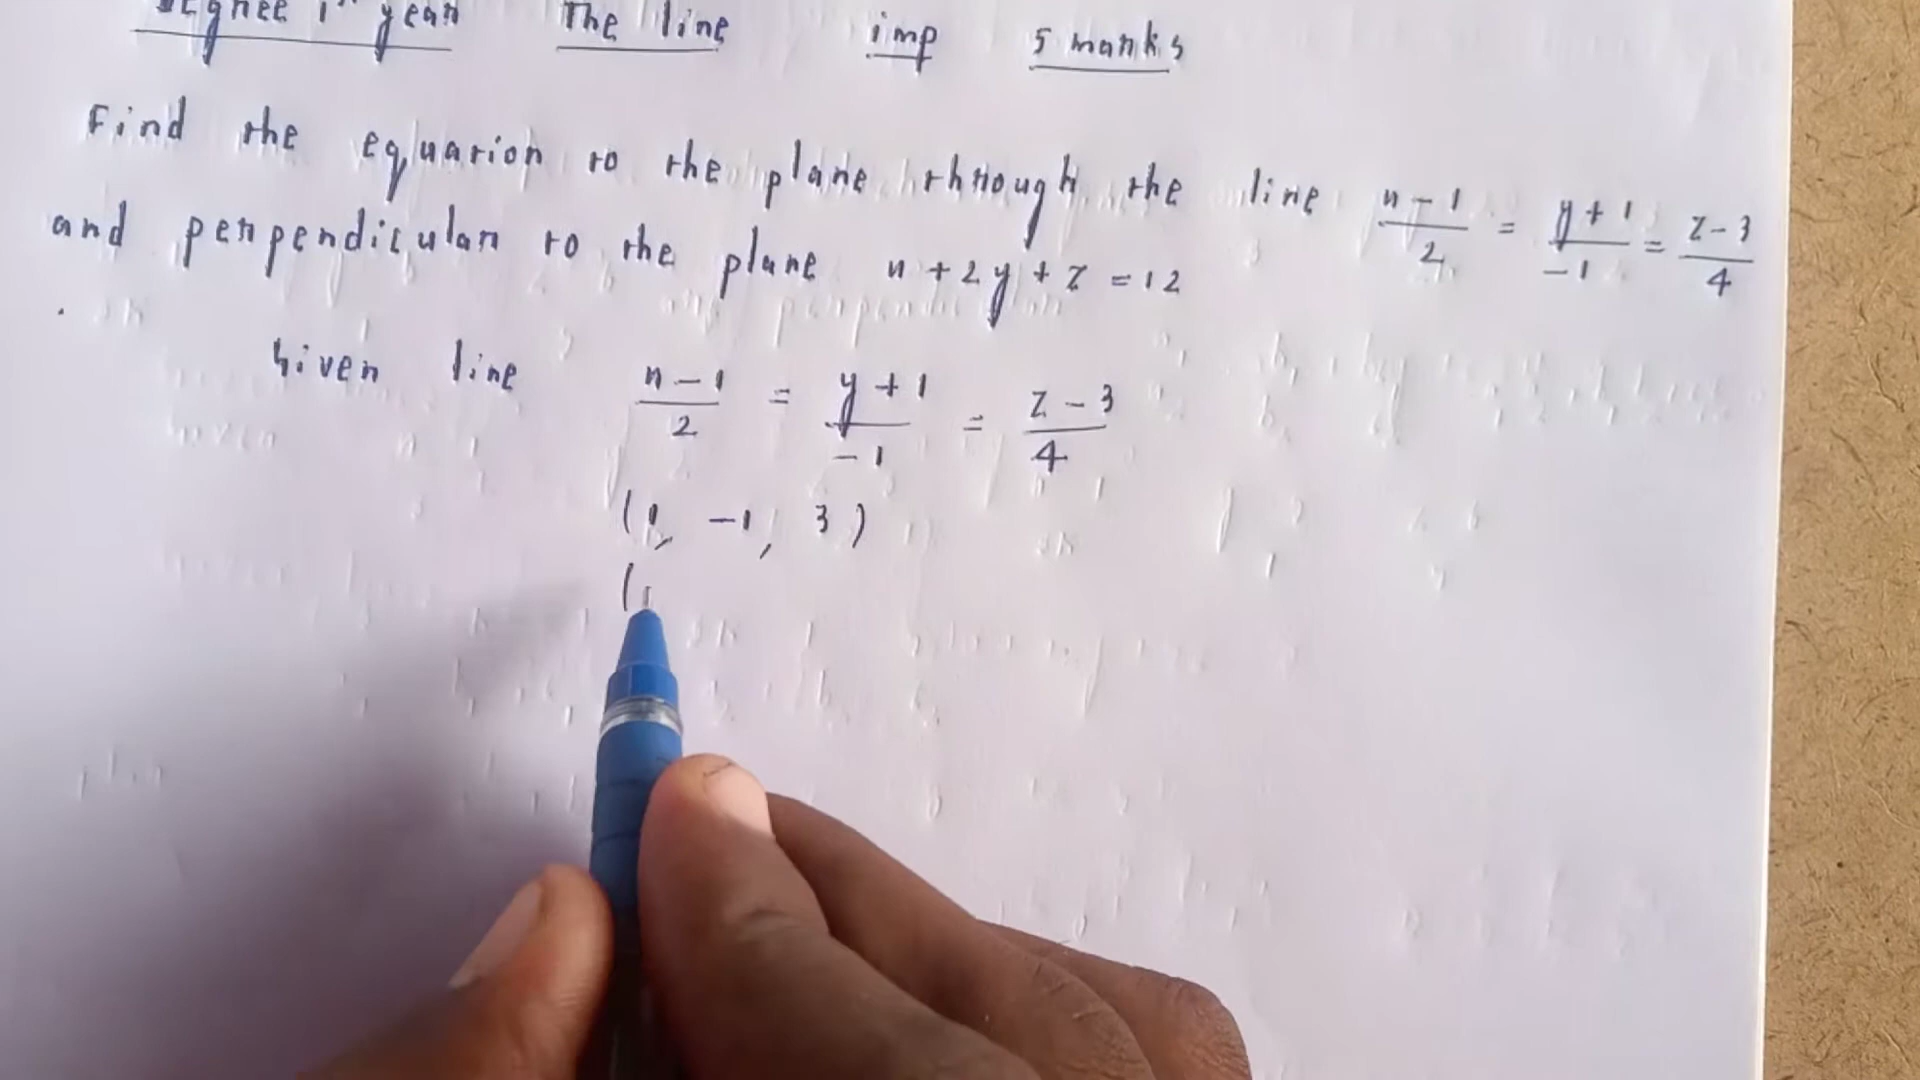 Degree 1st year The line imp 5 marks
Find the equation to the plane through the line x-1/2 = y+1/-1 = z-3/4
and perpendicular to the plane x+2y+z=12
Given line x-1/2 = y+1/-1 = z-3/4
(1, -1, 3)
(